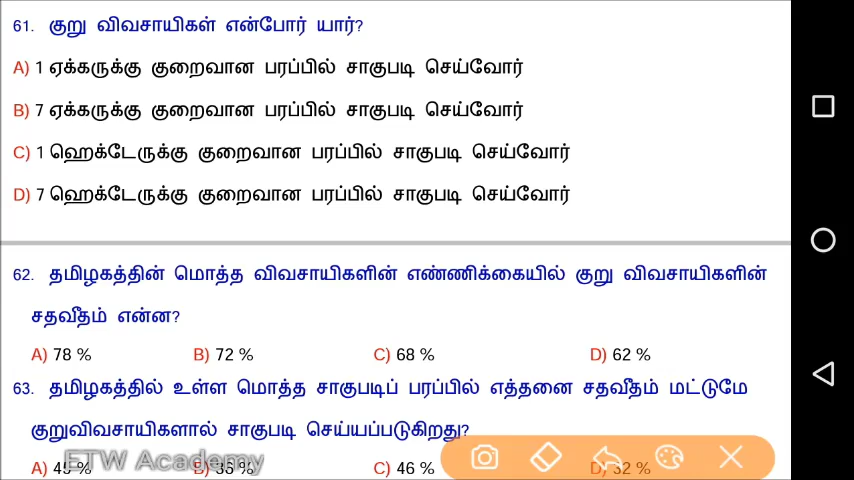 61. குறு விவசாயிகள் என்போர் யார்?
A) 1 ஏக்கருக்கு குறைவான பரப்பில் சாகுபடி செய்வோர்
B) 7 ஏக்கருக்கு குறைவான பரப்பில் சாகுபடி செய்வோர்
C) 1 ஹெக்டேருக்கு குறைவான பரப்பில் சாகுபடி செய்வோர்
D) 7 ஹெக்டேருக்கு குறைவான பரப்பில் சாகுபடி செய்வோர்
62. தமிழகத்தின் மொத்த விவசாயிகளின் எண்ணிக்கையில் குறு விவசாயிகளின்
சதவீதம் என்ன?
A) 78 % B) 72 % C) 68 % D) 62 %
63. தமிழகத்தில் உள்ள மொத்த சாகுபடிப் பரப்பில் எத்தனை சதவீதம் மட்டுமே
குறுவிவசாயிகளால் சாகுபடி செய்யப்படுகிறது?
A) B) C) 46 % D) 32 %
ETW Academy